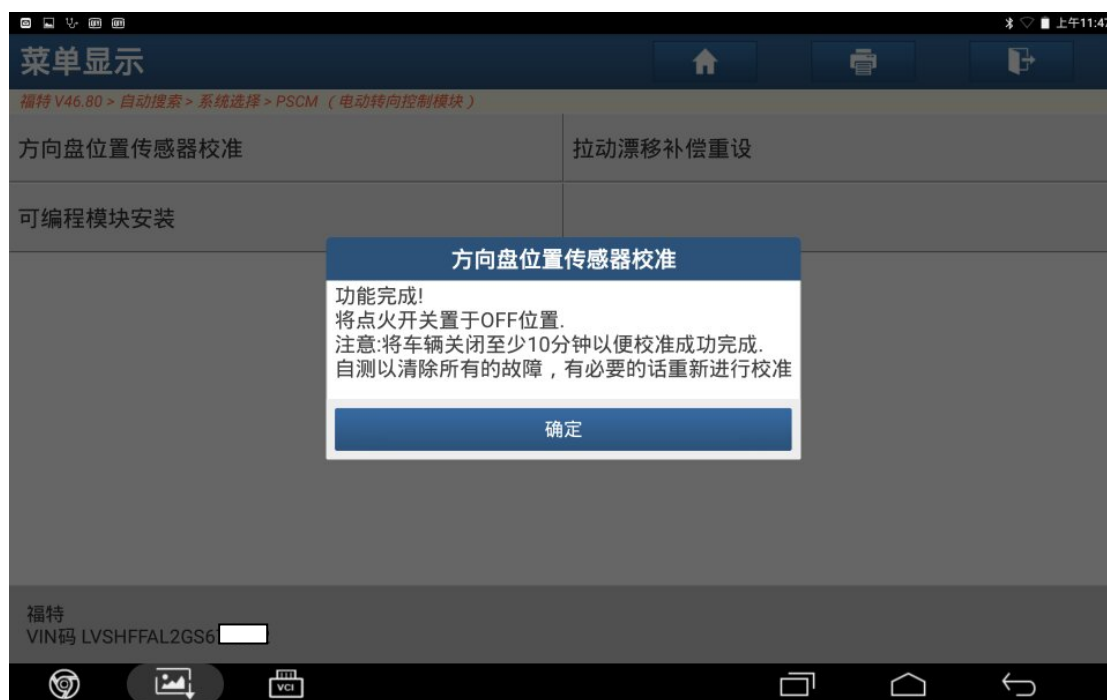 上午11:47
菜单显示
福特 V46.80 > 自动搜索 > 系统选择 > PSCM （电动转向控制模块）
方向盘位置传感器校准
拉动漂移补偿重设
可编程模块安装
方向盘位置传感器校准
功能完成!
将点火开关置于OFF位置.
注意:将车辆关闭至少10分钟以便校准成功完成.
自测以清除所有的故障，有必要的话重新进行校准
确定
福特
VIN码 LVSHFFAL2GS6
VCI